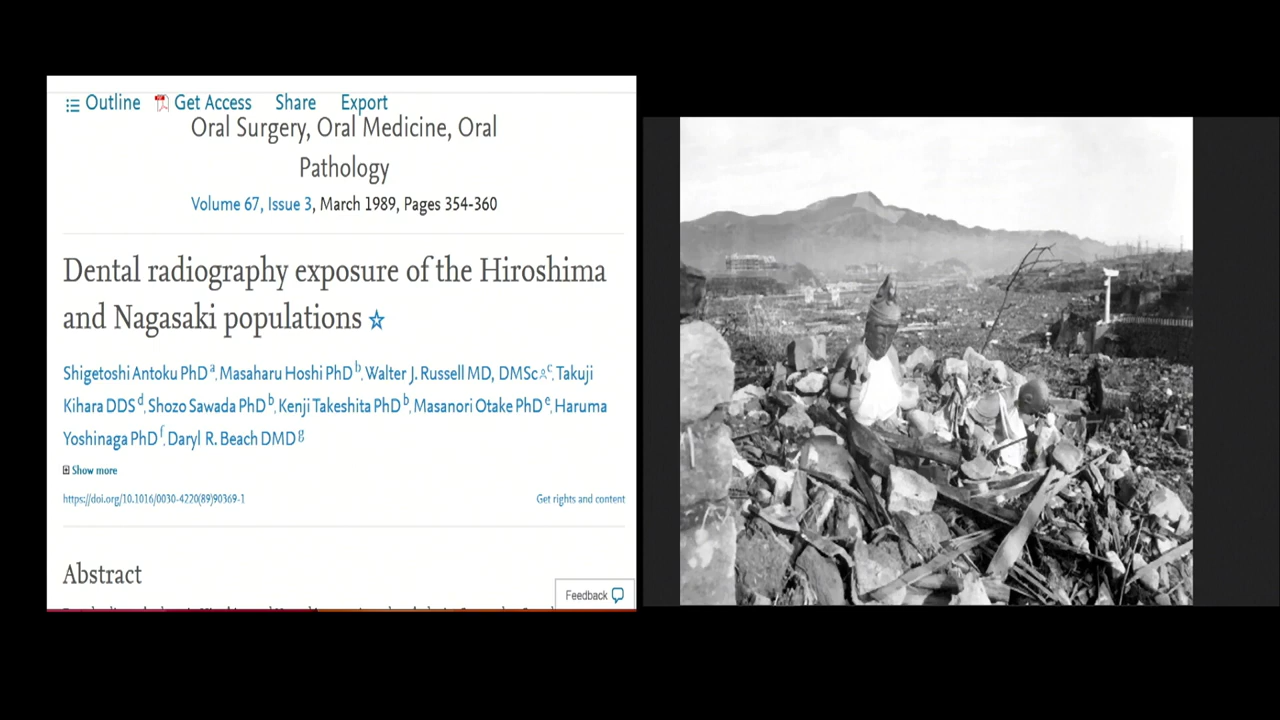 Outline Get Access Share Export
Oral Surgery, Oral Medicine, Oral
Pathology
Volume 67, Issue 3, March 1989, Pages 354-360
Dental radiography exposure of the Hiroshima
and Nagasaki populations ☆
Shigetoshi Antoku PhD a, Masaharu Hoshi PhD b, Walter J. Russell MD, DMSc c, Takuji
Kihara DDS d, Shozo Sawada PhD b, Kenji Takeshita PhD b, Masanori Otake PhD e, Haruma
Yoshinaga PhD f, Daryl R. Beach DMD g
Show more
https://doi.org/10.1016/0030-4220(89)90369-1 Get rights and content
Abstract
Feedback